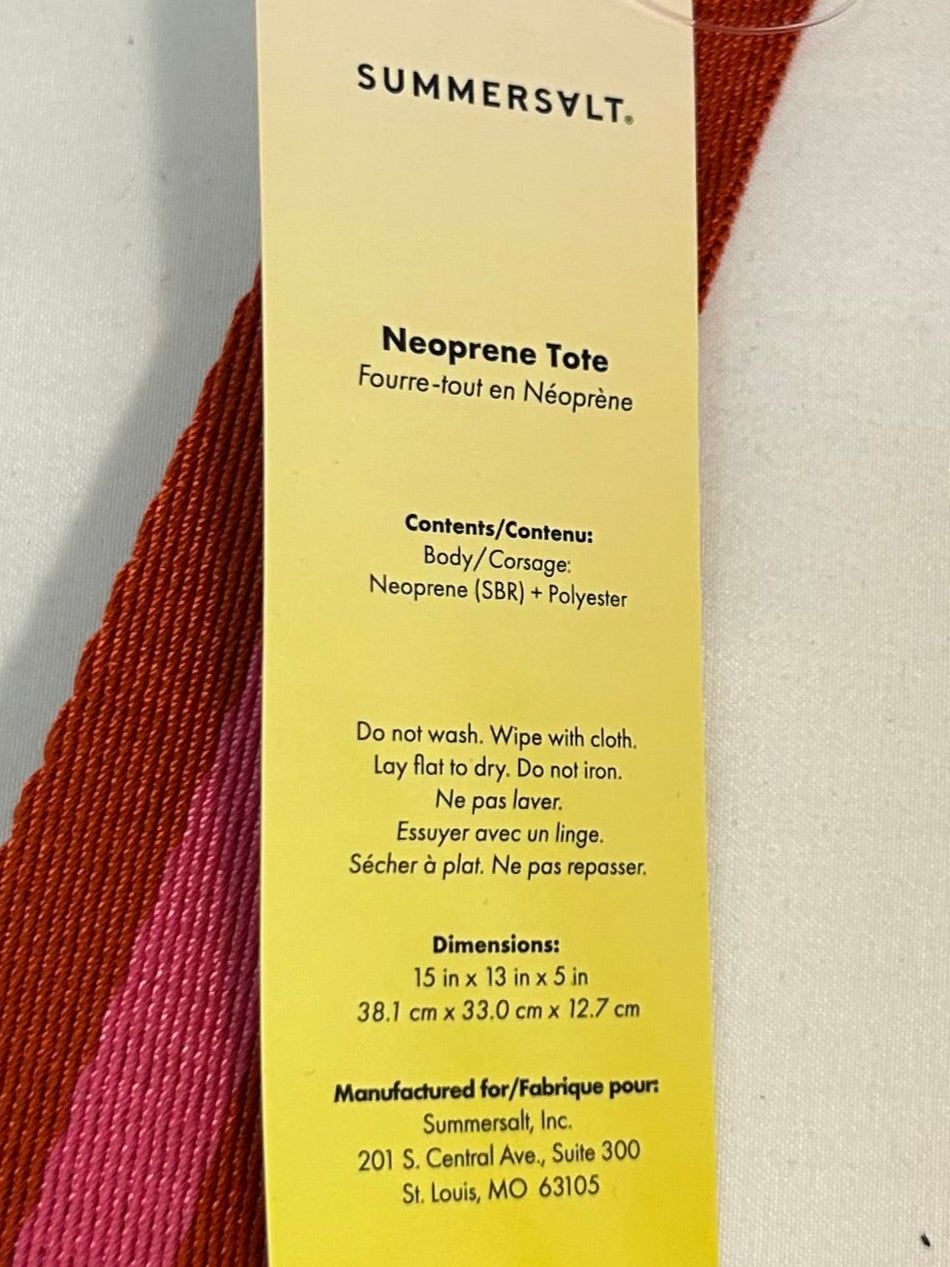 SUMMERSALT®
Neoprene Tote
Fourre-tout en Néoprène
Contents/Contenu:
Body/Corsage:
Neoprene (SBR) + Polyester
Do not wash. Wipe with cloth.
Lay flat to dry. Do not iron.
Ne pas laver.
Essuyer avec un linge.
Sécher à plat. Ne pas repasser.
Dimensions:
15 in x 13 in x 5 in
38.1 cm x 33.0 cm x 12.7 cm
Manufactured for/Fabrique pour:
Summersalt, Inc.
201 S. Central Ave., Suite 300
St. Louis, MO 63105